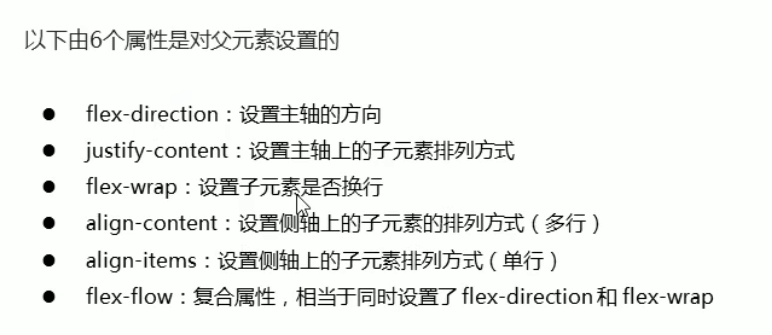 以下由6个属性是对父元素设置的
● flex-direction：设置主轴的方向
● justify-content：设置主轴上的子元素排列方式
● flex-wrap：设置子元素是否换行
● align-content：设置侧轴上的子元素的排列方式（多行）
● align-items：设置侧轴上的子元素排列方式（单行）
● flex-flow：复合属性，相当于同时设置了 flex-direction 和 flex-wrap